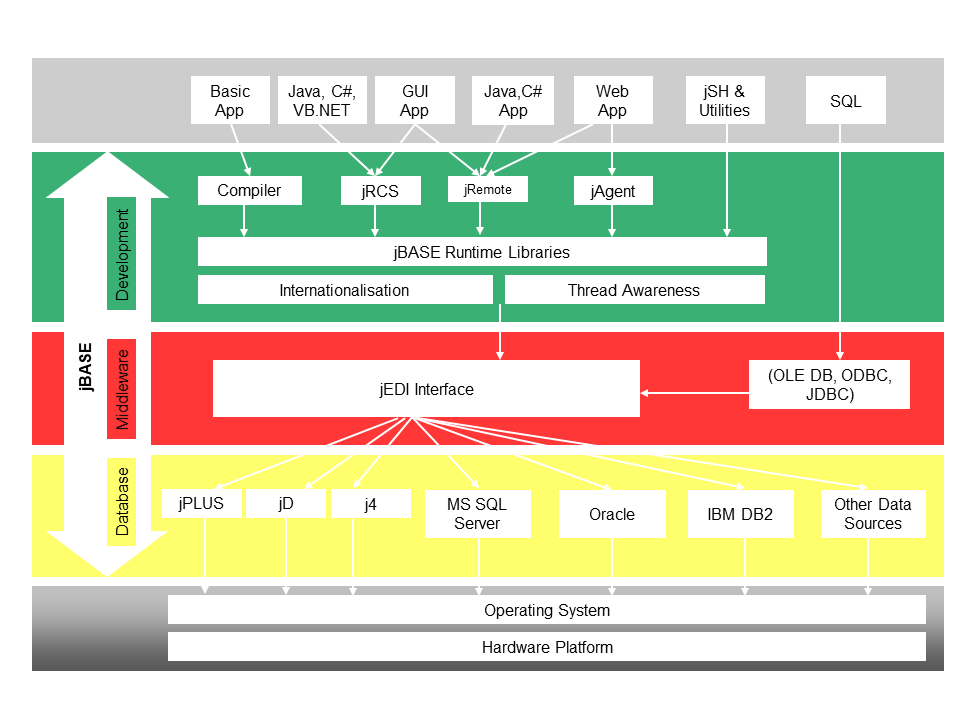 Basic
App
Java, C#,
VB.NET
GUI
App
Java,C#
App
Web
App
jSH &
Utilities
SQL
Compiler
jRCS
jRemote
jAgent
jBASE Runtime Libraries
Internationalisation
Thread Awareness
Development
jBASE
Middleware
jEDI Interface
(OLE DB, ODBC,
JDBC)
Database
jPLUS
jD
j4
MS SQL
Server
Oracle
IBM DB2
Other Data
Sources
Operating System
Hardware Platform